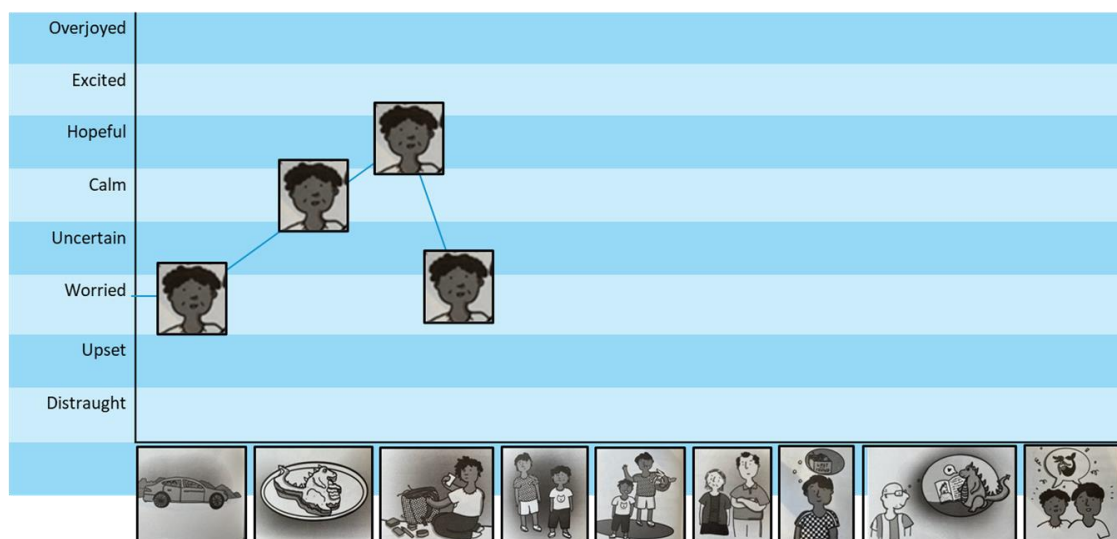 Overjoyed
Excited
Hopeful
Calm
Uncertain
Worried
Upset
Distraught